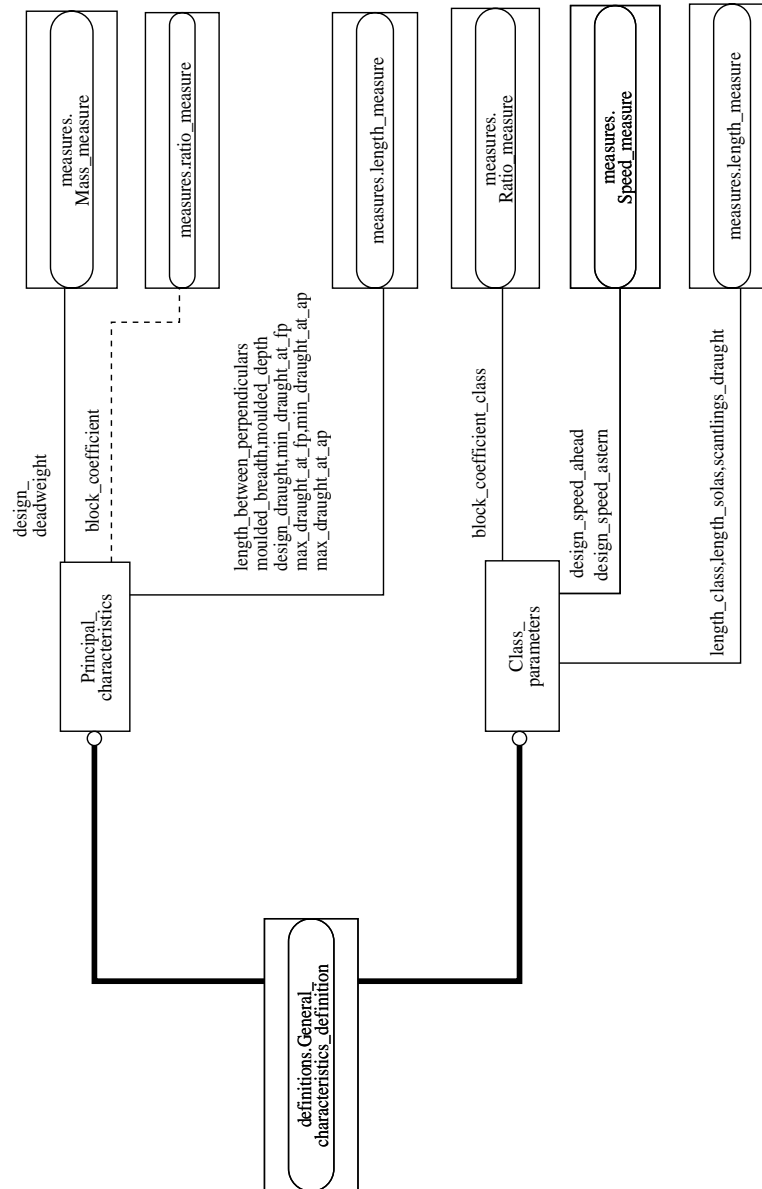 measures.
Mass_measure
measures.ratio_measure
measures.length_measure
measures.
Ratio_measure
measures.
Speed_measure
measures.length_measure
design_
deadweight
block_coefficient
length_between_perpendiculars
moulded_breadth,moulded_depth
design_draught,min_draught_at_fp
max_draught_at_fp,min_draught_at_ap
max_draught_at_ap
block_coefficient_class
design_speed_ahead
design_speed_astern
length_class,length_solas,scantlings_draught
Principal_
characteristics
Class_
parameters
definitions.General_
characteristics_definition